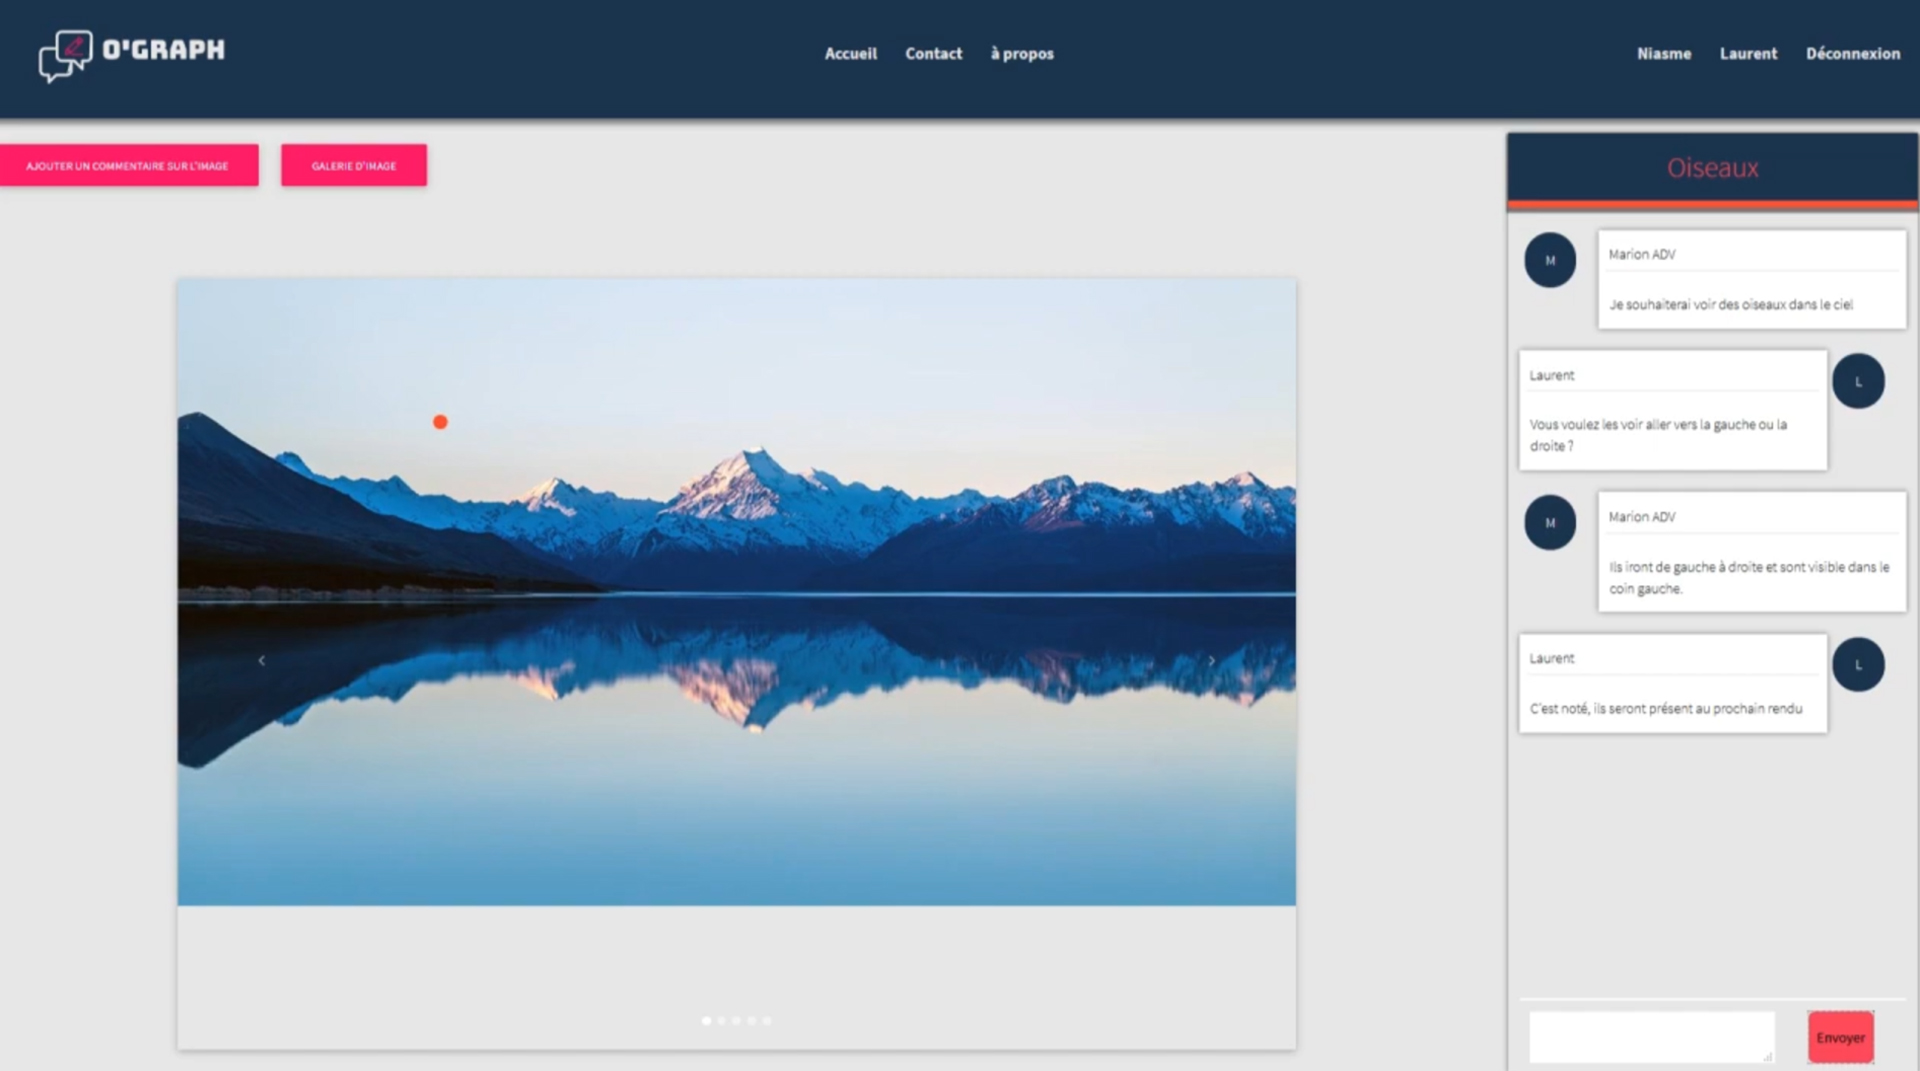 O'GRAPH
Accueil Contact à propos
Niasme Laurent Déconnexion
AJOUTER UN COMMENTAIRE SUR L'IMAGE
GALERIE D'IMAGE
Oiseaux
M
Marion ADV
Je souhaiterai voir des oiseaux dans le ciel
Laurent
L
Vous voulez les voir aller vers la gauche ou la
droite ?
M
Marion ADV
Ils iront de gauche à droite et sont visible dans le
coin gauche.
Laurent
L
C'est noté, ils seront présent au prochain rendu
Envoyer